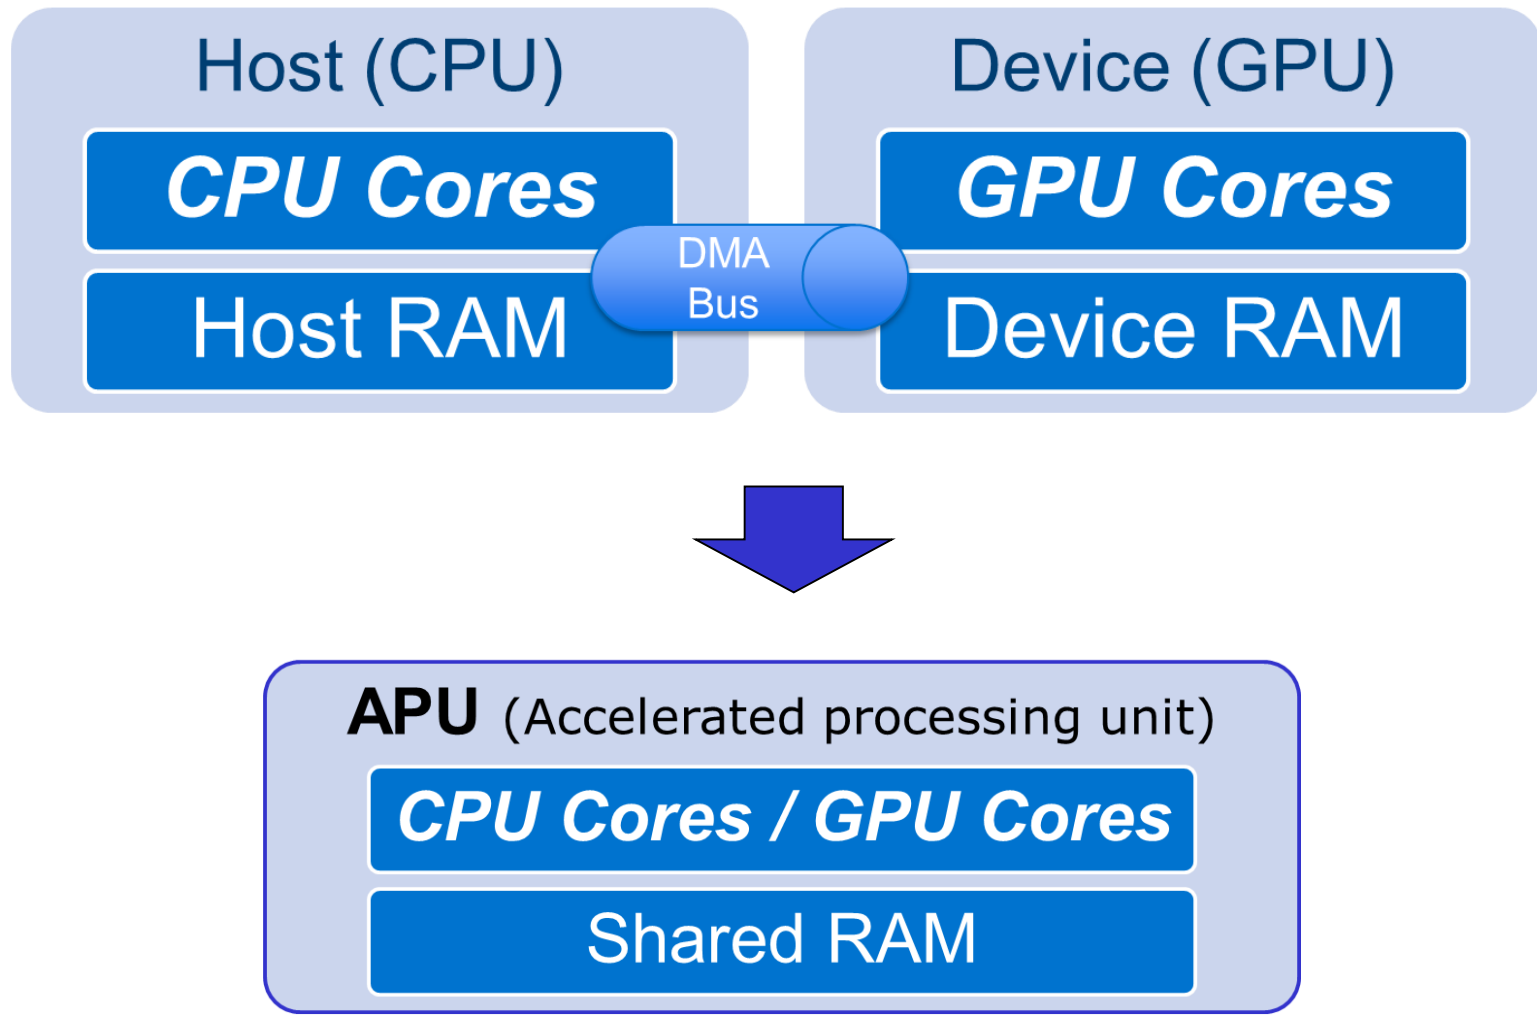 Host (CPU)
CPU Cores
Host RAM
DMA
Bus
Device (GPU)
GPU Cores
Device RAM
APU (Accelerated processing unit)
CPU Cores / GPU Cores
Shared RAM